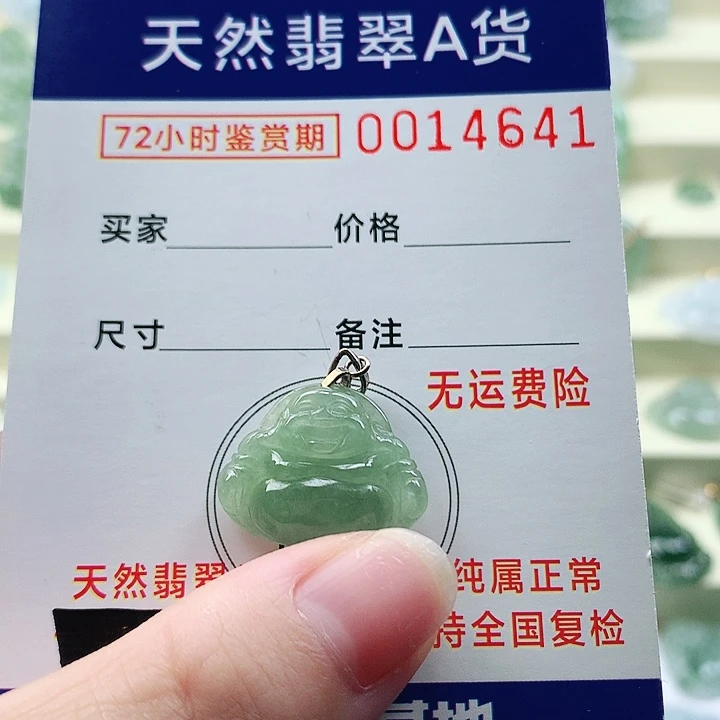 天然翡翠A货
72小时鉴赏期 0014641
买家 价格
尺寸 备注
无运费险
天然翡翠 纯属正常
持全国复检
基地